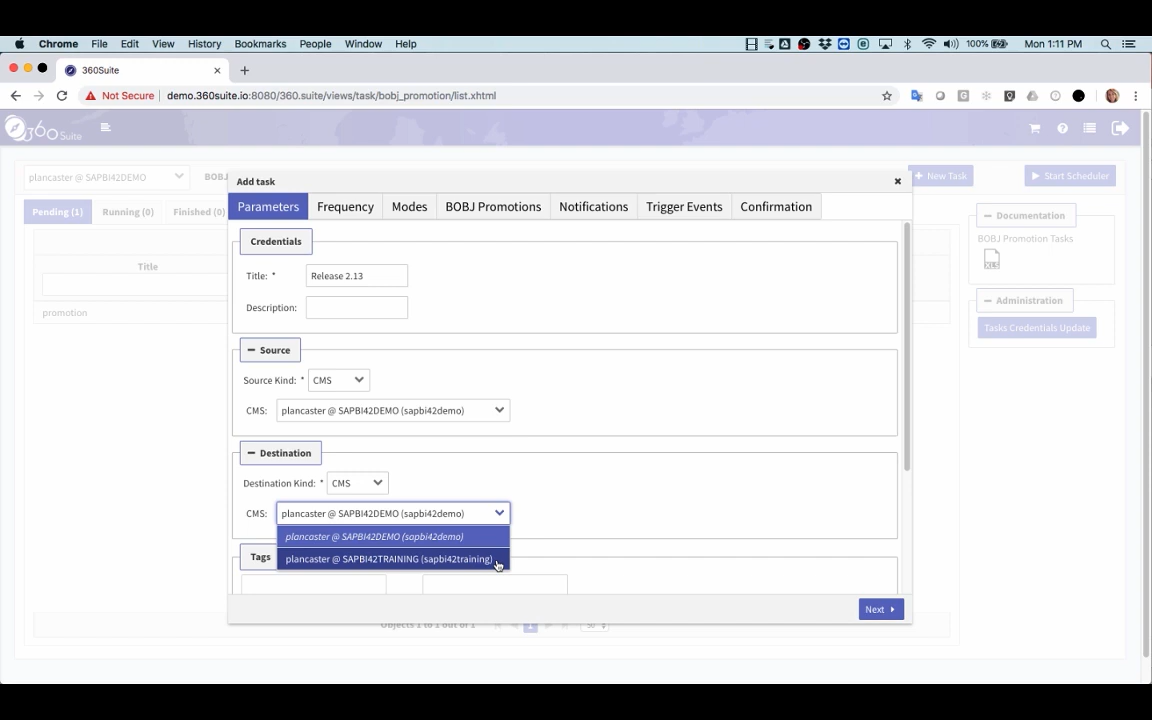 Chrome File Edit View History Bookmarks People Window Help 100% Mon 1:11 PM
360Suite
Not Secure demo.360suite.io:8080/360.suite/views/task/bobj_promotion/list.xhtml
360Suite
plancaster @ SAPBI42DEMO BOBJ New Task Start Scheduler
Add task
Parameters Frequency Modes BOBJ Promotions Notifications Trigger Events Confirmation
Pending (1) Running (0) Finished (0)
Documentation
BOBJ Promotion Tasks
XLS
Administration
Tasks Credentials Update
Title
promotion
Credentials
Title: * Release 2.13
Description:
Source
Source Kind: * CMS
CMS: plancaster @ SAPBI42DEMO (sapbi42demo)
Destination
Destination Kind: * CMS
CMS: plancaster @ SAPBI42DEMO (sapbi42demo)
plancaster @ SAPBI42DEMO (sapbi42demo)
plancaster @ SAPBI42TRAINING (sapbi42training)
Tags
Next
Objects 1 to 1 out of 1 1 50